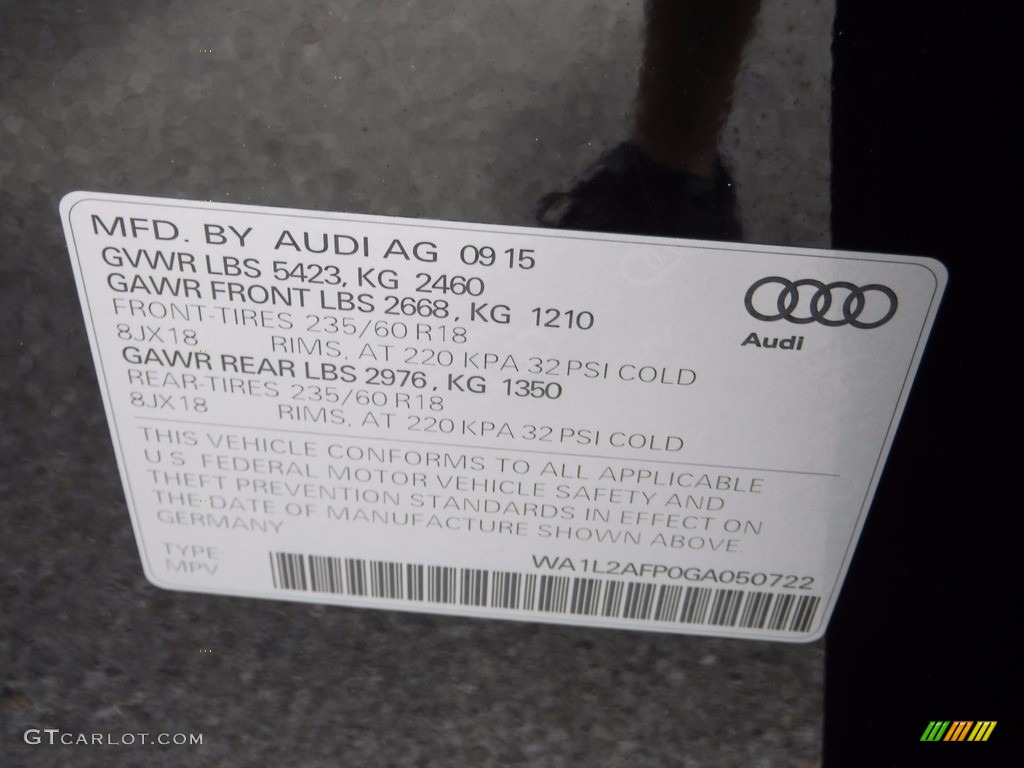 MFD. BY AUDI AG 09 15
GVWR LBS 5423, KG 2460
GAWR FRONT LBS 2668, KG 1210
FRONT-TIRES 235/60 R18
8JX18 RIMS, AT 220 KPA 32 PSI COLD
GAWR REAR LBS 2976, KG 1350
REAR-TIRES 235/60 R18
8JX18 RIMS, AT 220 KPA 32 PSI COLD
Audi
THIS VEHICLE CONFORMS TO ALL APPLICABLE
U.S. FEDERAL MOTOR VEHICLE SAFETY AND
THEFT PREVENTION STANDARDS IN EFFECT ON
THE DATE OF MANUFACTURE SHOWN ABOVE
GERMANY
TYPE
MPV
WA1L2AFP0GA050722
GTCARLOT.COM